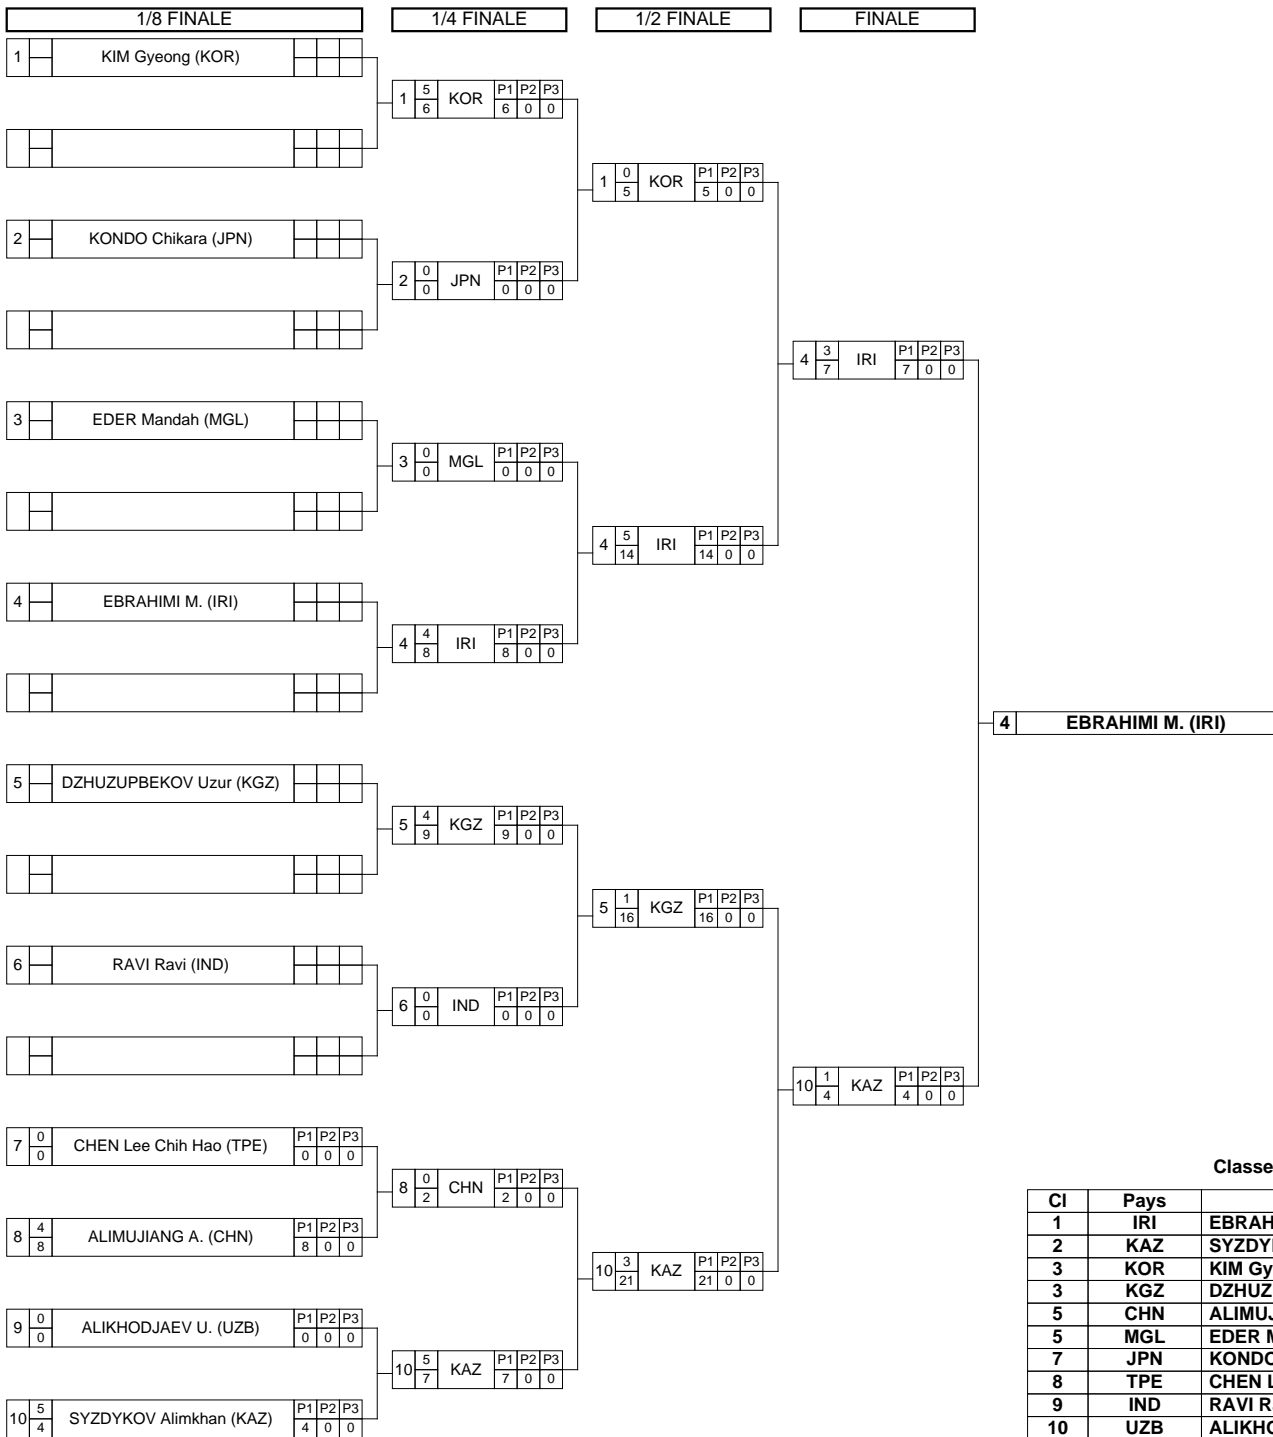 1/8 FINALE 1/4 FINALE 1/2 FINALE FINALE
1 KIM Gyeong (KOR)
1 5 6 KOR P1 P2 P3 6 0 0
1 0 5 KOR P1 P2 P3 5 0 0
2 KONDO Chikara (JPN)
2 0 0 JPN P1 P2 P3 0 0 0
4 3 7 IRI P1 P2 P3 7 0 0
3 EDER Mandah (MGL)
3 0 0 MGL P1 P2 P3 0 0 0
4 5 14 IRI P1 P2 P3 14 0 0
4 EBRAHIMI M. (IRI)
4 4 8 IRI P1 P2 P3 8 0 0
4 EBRAHIMI M. (IRI)
5 DZHUZUPBEKOV Uzur (KGZ)
5 4 9 KGZ P1 P2 P3 9 0 0
5 1 16 KGZ P1 P2 P3 16 0 0
6 RAVI Ravi (IND)
6 0 0 IND P1 P2 P3 0 0 0
10 1 4 KAZ P1 P2 P3 4 0 0
7 0 0 CHEN Lee Chih Hao (TPE) P1 P2 P3 0 0 0
8 0 2 CHN P1 P2 P3 2 0 0
8 4 8 ALIMUJIANG A. (CHN) P1 P2 P3 8 0 0
10 3 21 KAZ P1 P2 P3 21 0 0
9 0 0 ALIKHODJAEV U. (UZB) P1 P2 P3 0 0 0
10 5 7 KAZ P1 P2 P3 7 0 0
10 5 4 SYZDYKOV Alimkhan (KAZ) P1 P2 P3 4 0 0
Classe
Cl Pays
1 IRI EBRAH
2 KAZ SYZDY
3 KOR KIM Gy
3 KGZ DZHUZ
5 CHN ALIMU
5 MGL EDER
7 JPN KONDO
8 TPE CHEN
9 IND RAVI R
10 UZB ALIKH